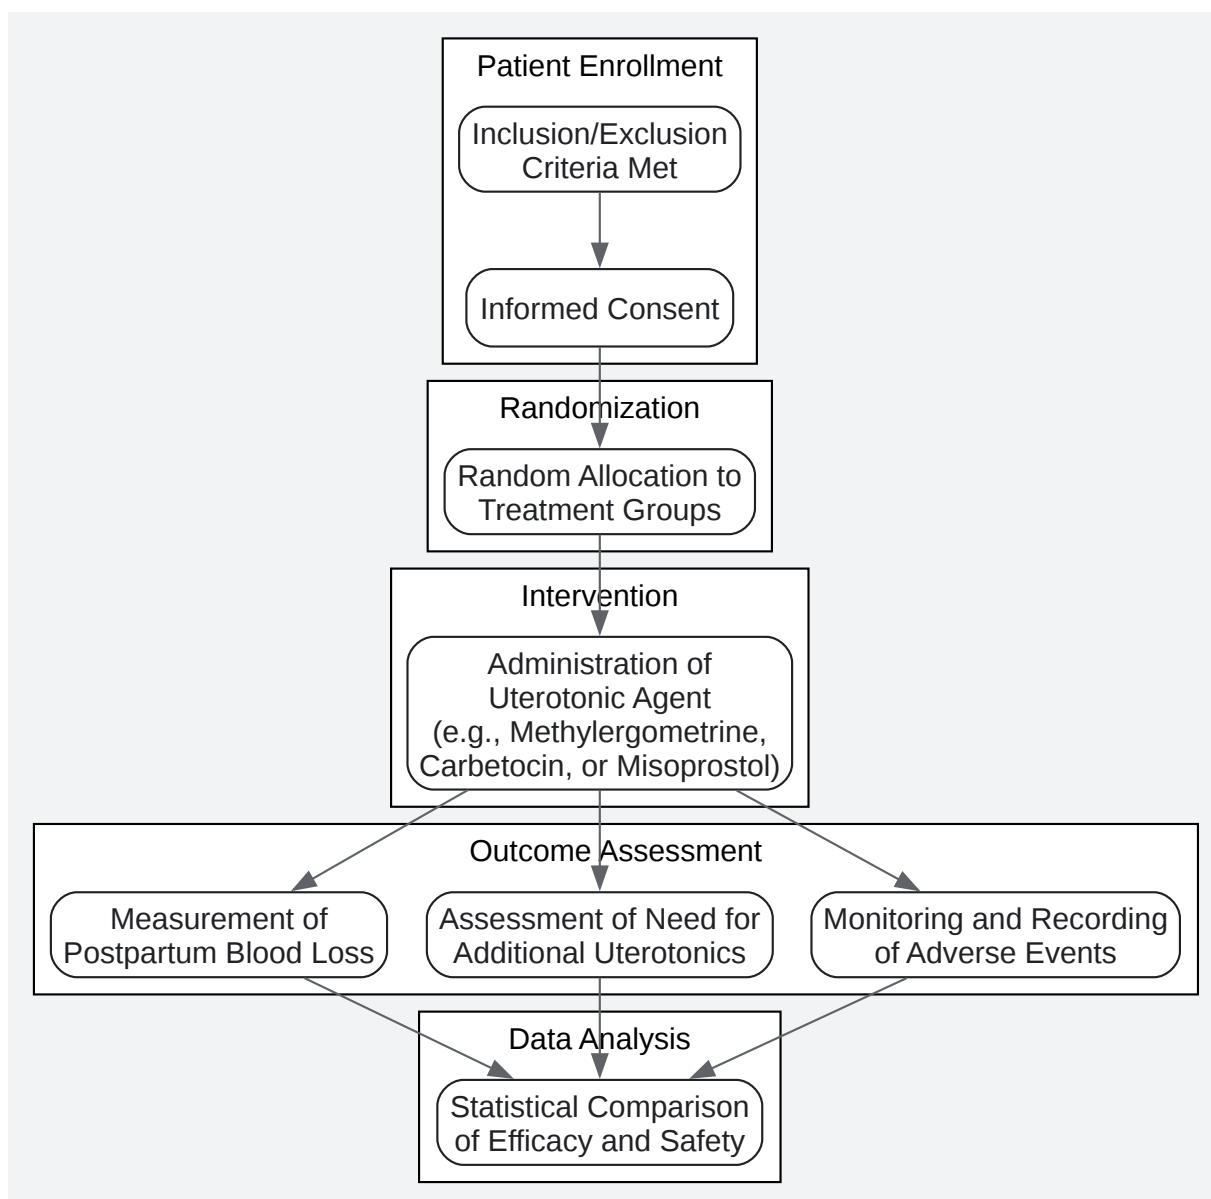 Patient Enrollment
Inclusion/Exclusion
Criteria Met
Informed Consent
Randomization
Random Allocation to
Treatment Groups
Intervention
Administration of
Uterotonic Agent
(e.g., Methylergometrine,
Carbetocin, or Misoprostol)
Outcome Assessment
Measurement of
Postpartum Blood Loss
Assessment of Need for
Additional Uterotonics
Monitoring and Recording
of Adverse Events
Data Analysis
Statistical Comparison
of Efficacy and Safety